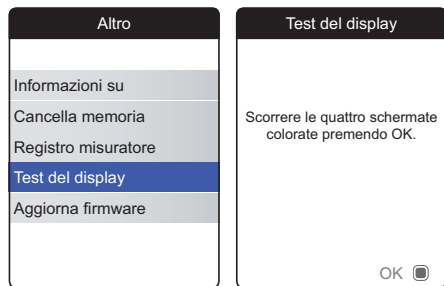 Altro
Informazioni su
Cancella memoria
Registro misuratore
Test del display
Aggiorna firmware
Test del display
Scorrere le quattro schermate
colorate premendo OK.
OK